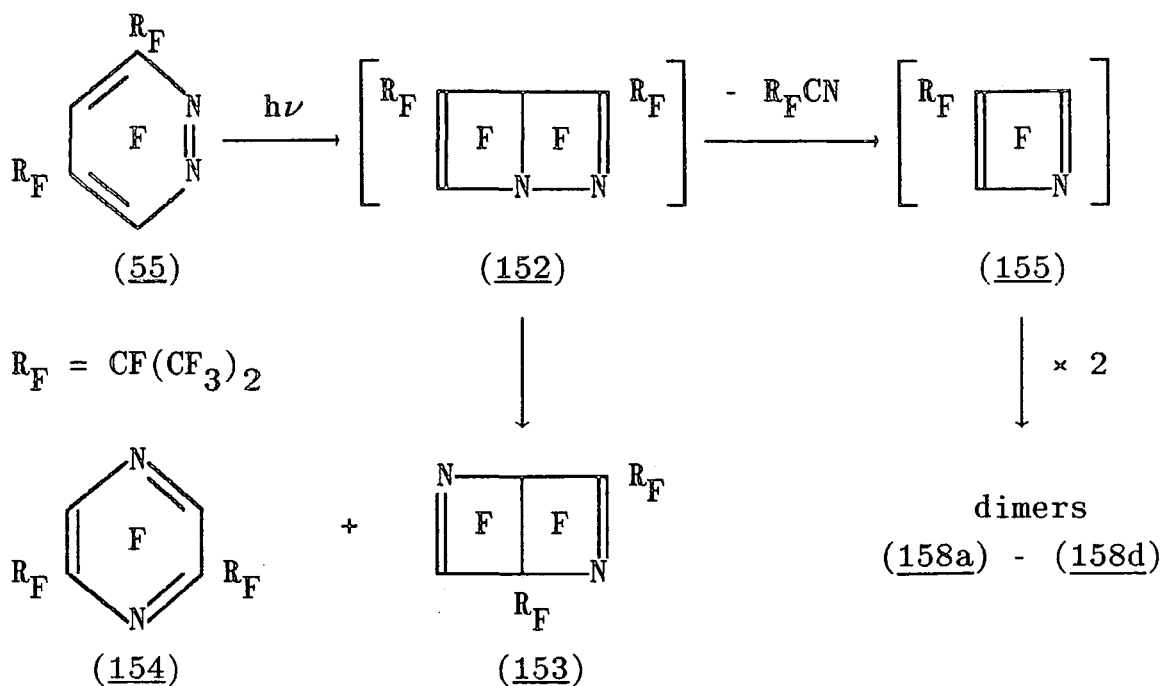 R_F
N
N
F
R_F
hν
R_F
F
F
N
N
R_F
- R_FCN
R_F
F
N
(55)
(152)
(155)
R_F = CF(CF_3)_2
× 2
N
F
N
R_F
R_F
+
N
F
F
N
R_F
R_F
dimers
(158a) - (158d)
(154)
(153)